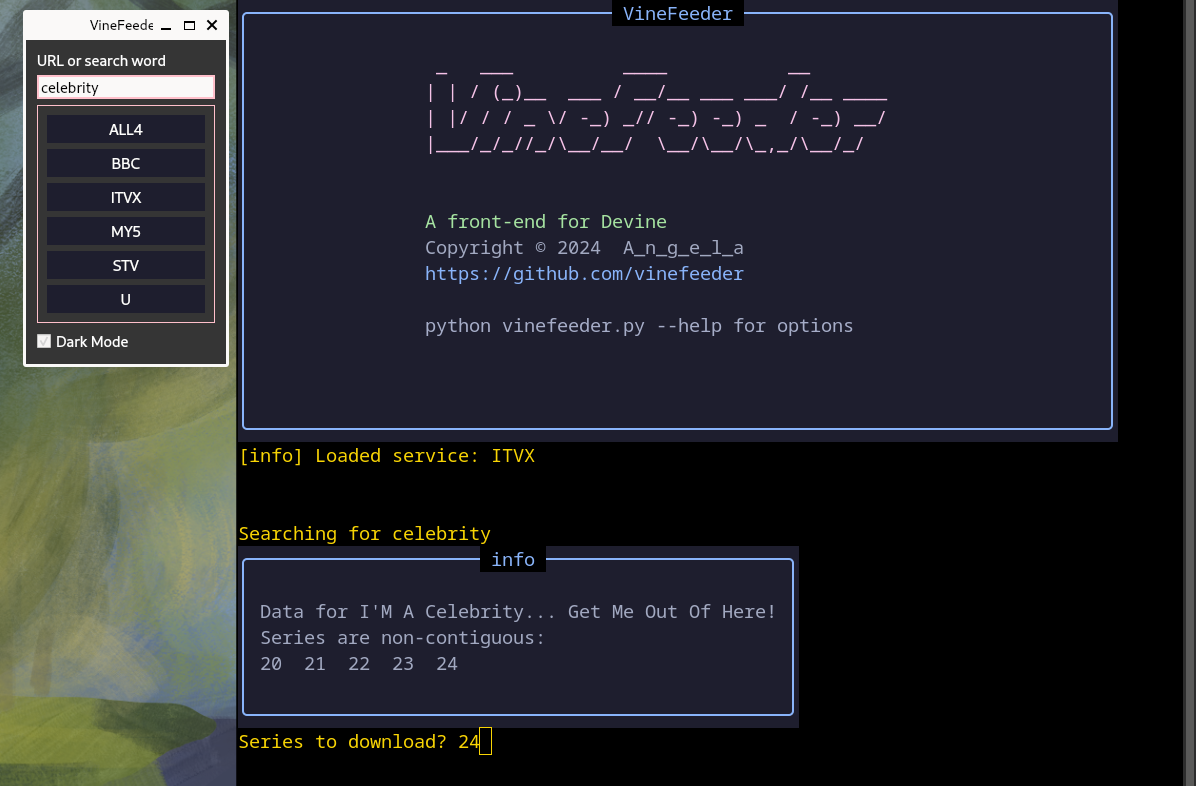 VineFeede
URL or search word
celebrity
ALL4
BBC
ITVX
MY5
STV
U
Dark Mode
VineFeeder
 _   ___          ____           __
| | / (_)__  ___ / __/__ ___ ___/ /__ ____
| |/ / / _ \/ -_) _// -_) -_) _  / -_) __/
|___/_/_//_/\__/__/  \__/\__/\_,_/\__/_/
A front-end for Devine
Copyright © 2024  A_n_g_e_l_a
https://github.com/vinefeeder
python vinefeeder.py --help for options
[info] Loaded service: ITVX
Searching for celebrity
info
Data for I'M A Celebrity... Get Me Out Of Here!
Series are non-contiguous:
20  21  22  23  24
Series to download? 24